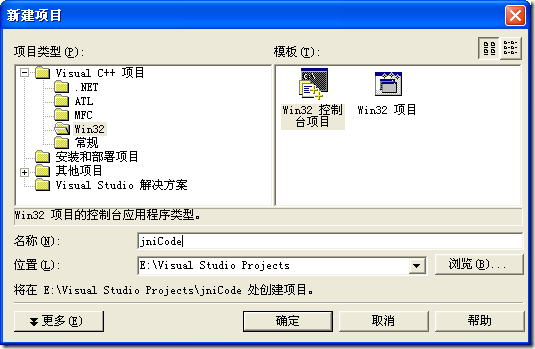 新建项目
项目类型(P):
模板(T):
Visual C++ 项目
.NET
ATL
MFC
Win32
常规
安装和部署项目
其他项目
Visual Studio 解决方案
Win32 控制
台项目
Win32 项目
Win32 项目的控制台应用程序类型。
名称(N):
jniCode
位置(L):
E:\Visual Studio Projects
浏览(B)...
将在 E:\Visual Studio Projects\jniCode 处创建项目。
更多(E)
确定
取消
帮助